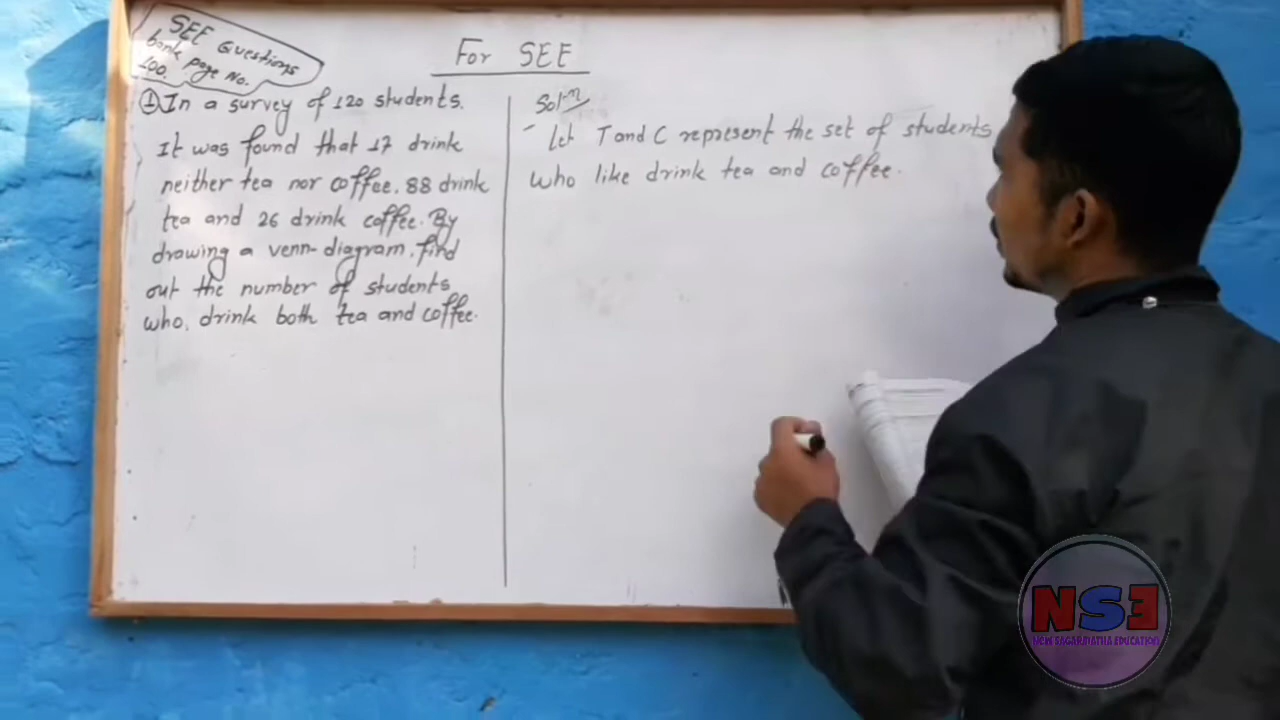 SEE Questions
bank page No.
100.
For SEE
① In a survey of 120 students.
It was found that 17 drink
neither tea nor coffee. 88 drink
tea and 26 drink coffee. By
drawing a venn-diagram, find
out the number of students
who, drink both tea and coffee.
Sol.n
Let T and C represent the set of students
who like drink tea and coffee.
NSE
NEW SAGARMATHA EDUCATION